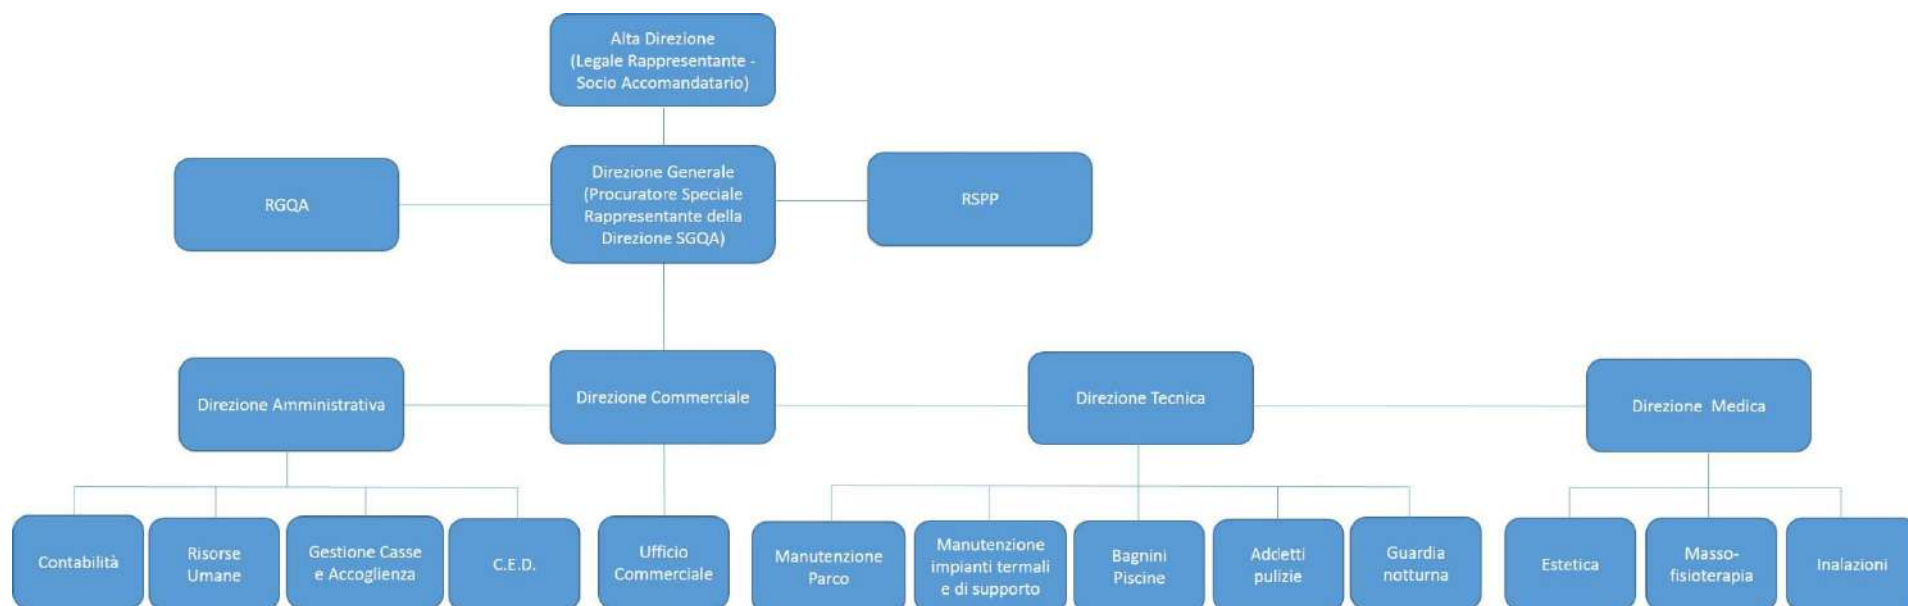 Alta Direzione
(Legale Rappresentante -
Socio Accomandatario)
RGQA
Direzione Generale
(Procuratore Speciale
Rappresentante della
Direzione SGQA)
RSPP
Direzione Amministrativa
Direzione Commerciale
Direzione Tecnica
Direzione Medica
Contabilità
Risorse
Umane
Gestione Casse
e Accoglienza
C.E.D.
Ufficio
Commerciale
Manutenzione
Parco
Manutenzione
impianti termali
e di supporto
Bagnini
Piscine
Addetti
pulizie
Guardia
notturna
Estetica
Masso-
fisioterapia
Inalazioni